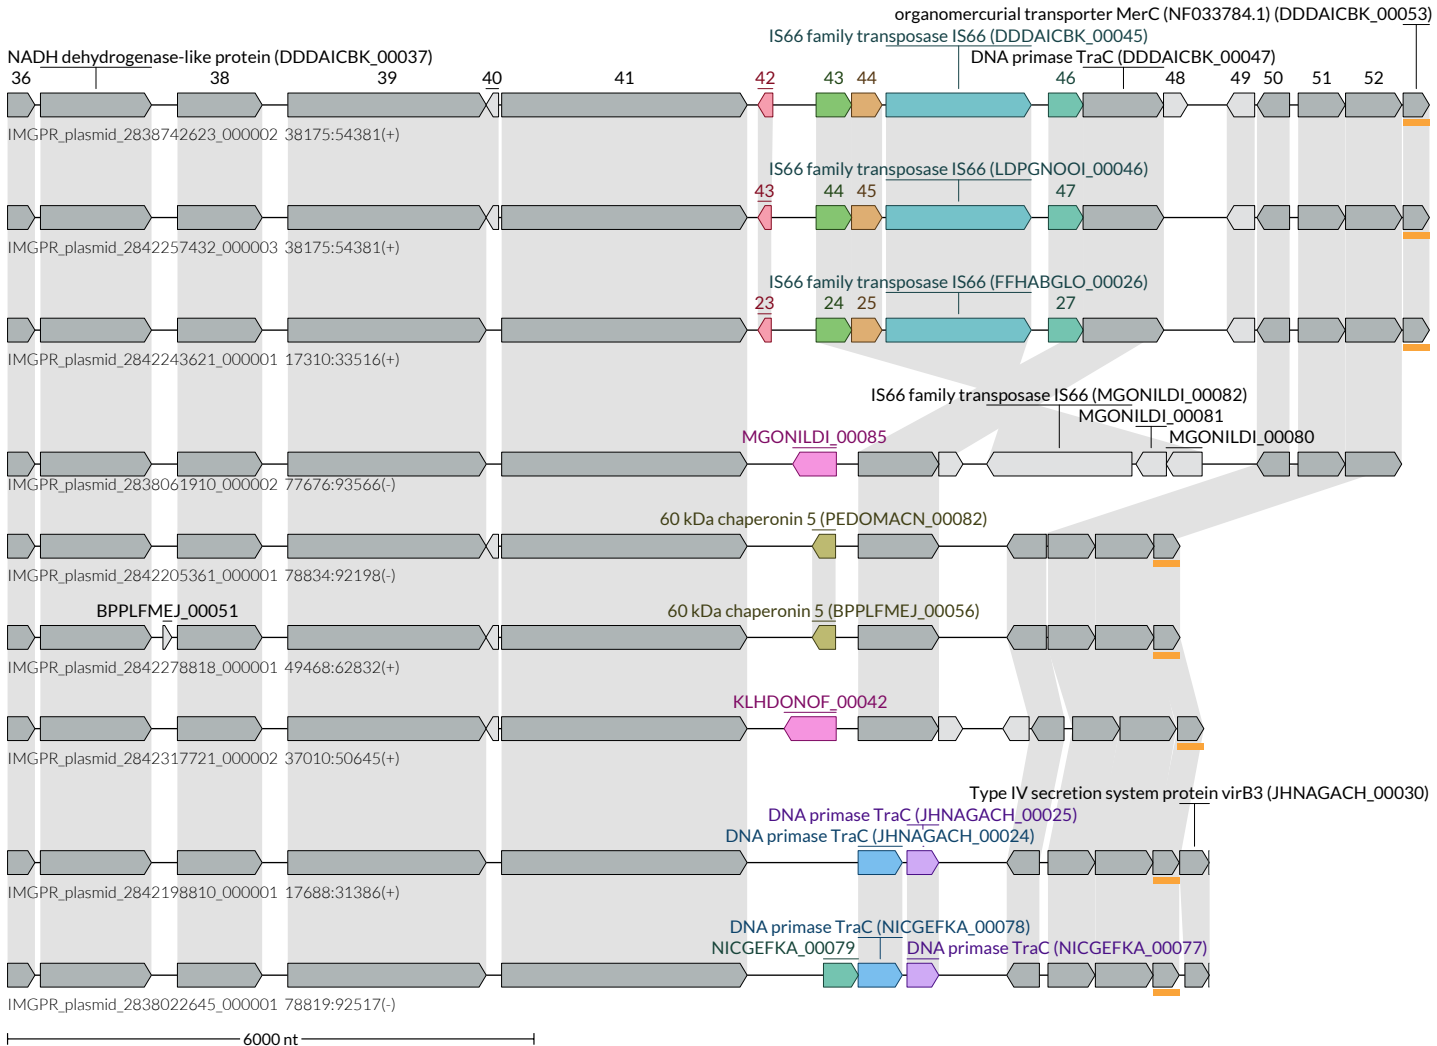 organomercurial transporter MerC (NF033784.1) (DDDAICBK_00053)
IS66 family transposase IS66 (DDDAICBK_00045)
NADH dehydrogenase-like protein (DDDAICBK_00037)
DNA primase TraC (DDDAICBK_00047)
36 38 39 40 41 42 43 44 46 48 49 50 51 52
IMGPR_plasmid_2838742623_000002 38175:54381(+)
IS66 family transposase IS66 (LDPGNOOI_00046)
43 44 45 47
IMGPR_plasmid_2842257432_000003 38175:54381(+)
IS66 family transposase IS66 (FFHABGLO_00026)
23 24 25 27
IMGPR_plasmid_2842243621_000001 17310:33516(+)
IS66 family transposase IS66 (MGONILDI_00082)
MGONILDI_00081
MGONILDI_00085 MGONILDI_00080
IMGPR_plasmid_2838061910_000002 77676:93566(-)
60 kDa chaperonin 5 (PEDOMACN_00082)
IMGPR_plasmid_2842205361_000001 78834:92198(-)
BPPLFMEJ_00051 60 kDa chaperonin 5 (BPPLFMEJ_00056)
IMGPR_plasmid_2842278818_000001 49468:62832(+)
KLHDONOF_00042
IMGPR_plasmid_2842317721_000002 37010:50645(+)
Type IV secretion system protein virB3 (JHNAGACH_00030)
DNA primase TraC (JHNAGACH_00025)
DNA primase TraC (JHNAGACH_00024)
IMGPR_plasmid_2842198810_000001 17688:31386(+)
DNA primase TraC (NICGEFKA_00078)
NICGEFKA_00079 DNA primase TraC (NICGEFKA_00077)
IMGPR_plasmid_2838022645_000001 78819:92517(-)
6000 nt